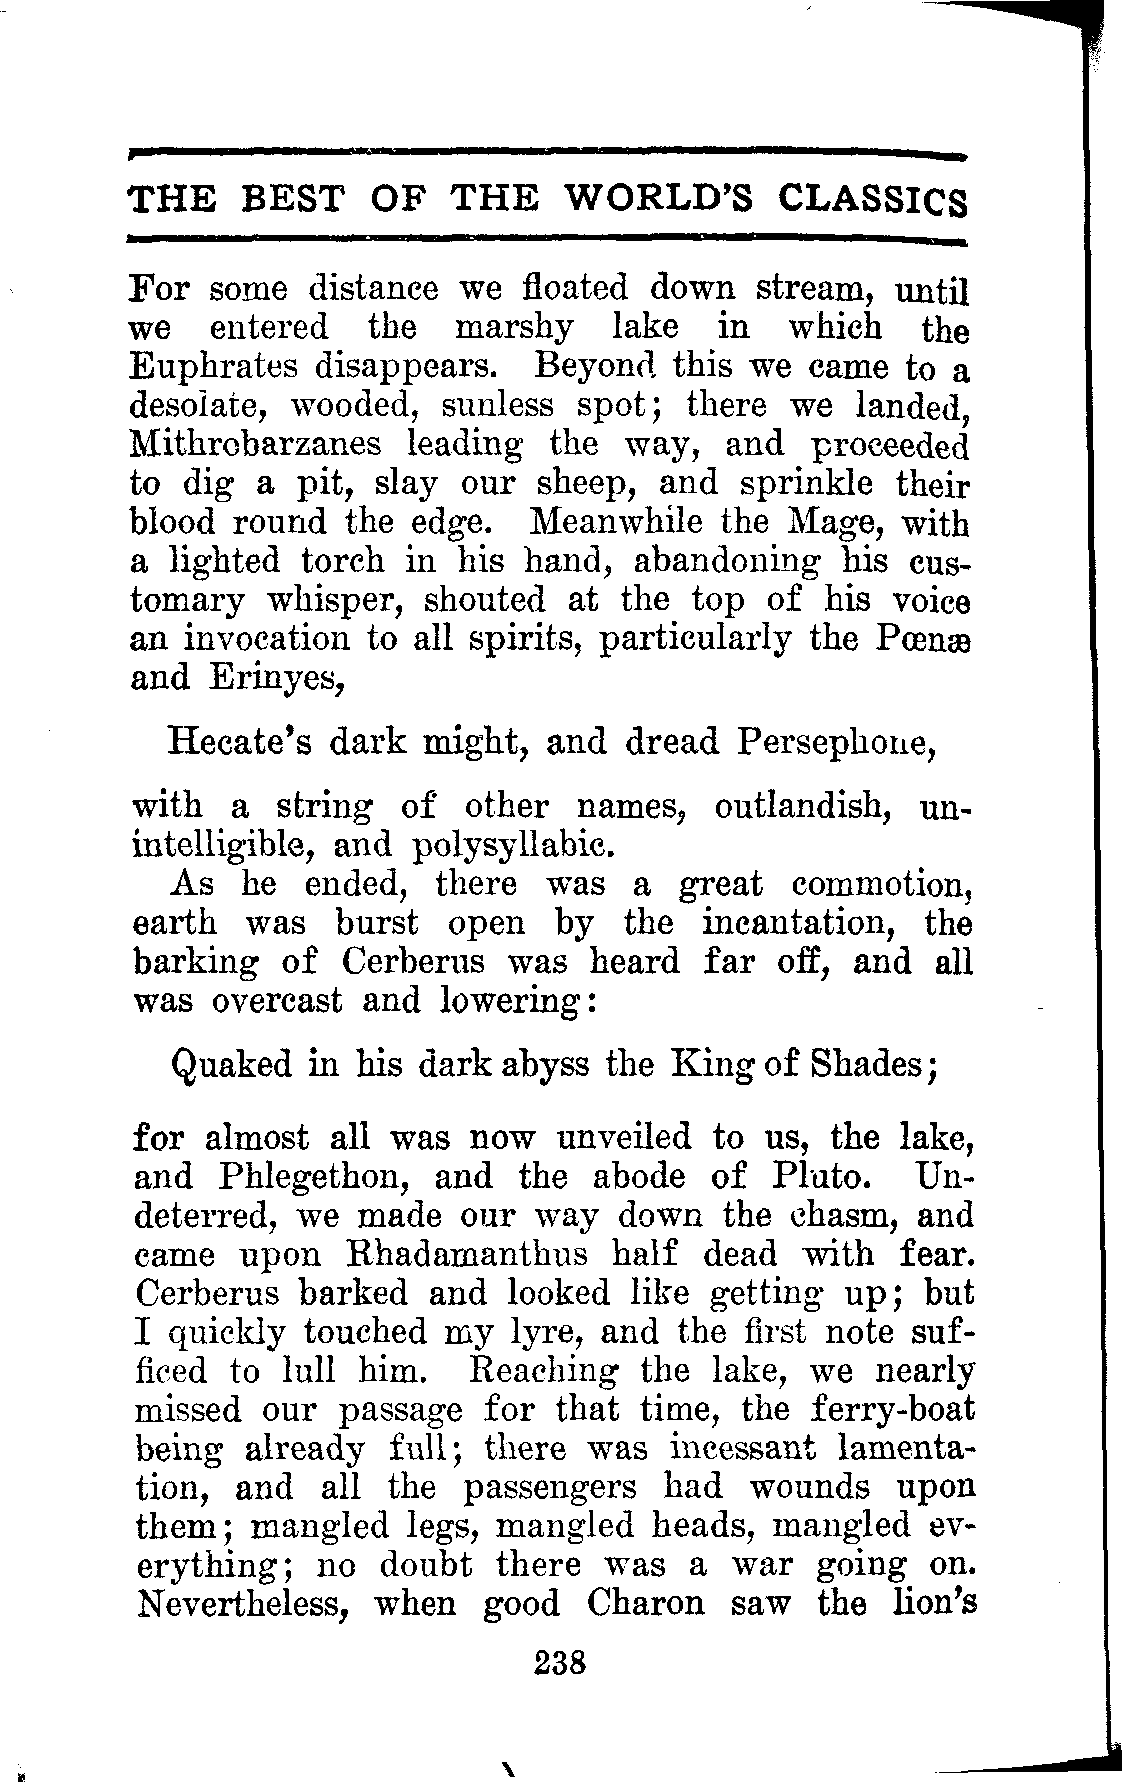 THE BEST OF THE WORLD'S CLASSICS
For some distance we floated down stream, until
we entered the marshy lake in which the
Euphrates disappears. Beyond this we came to a
desolate, wooded, sunless spot; there we landed,
Mithrobarzanes leading the way, and proceeded
to dig a pit, slay our sheep, and sprinkle their
blood round the edge. Meanwhile the Mage, with
a lighted torch in his hand, abandoning his cus-
tomary whisper, shouted at the top of his voice
an invocation to all spirits, particularly the Pœnæ
and Erinyes,
Hecate's dark might, and dread Persephone,
with a string of other names, outlandish, un-
intelligible, and polysyllabic.
As he ended, there was a great commotion,
earth was burst open by the incantation, the
barking of Cerberus was heard far off, and all
was overcast and lowering:
Quaked in his dark abyss the King of Shades;
for almost all was now unveiled to us, the lake,
and Phlegethon, and the abode of Pluto. Un-
deterred, we made our way down the chasm, and
came upon Rhadamanthus half dead with fear.
Cerberus barked and looked like getting up; but
I quickly touched my lyre, and the first note suf-
ficed to lull him. Reaching the lake, we nearly
missed our passage for that time, the ferry-boat
being already full; there was incessant lamenta-
tion, and all the passengers had wounds upon
them; mangled legs, mangled heads, mangled ev-
erything; no doubt there was a war going on.
Nevertheless, when good Charon saw the lion's
238